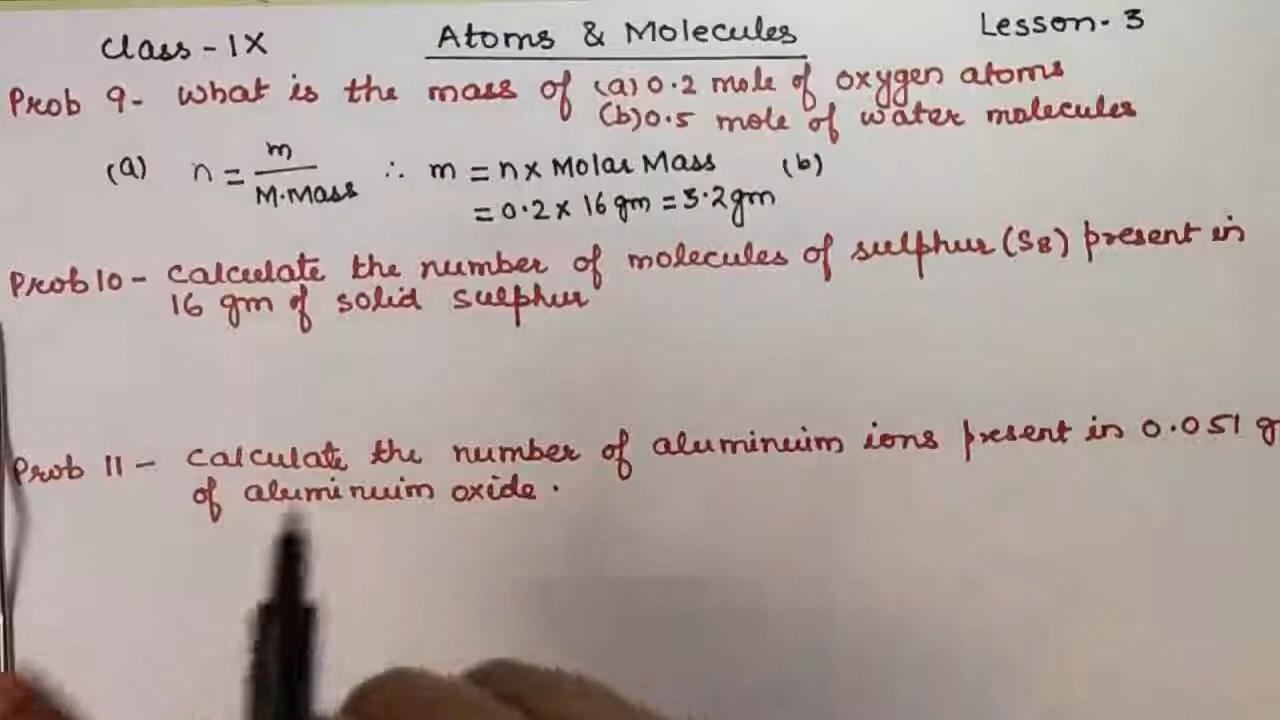 Class - IX Atoms & Molecules Lesson - 3
Prob 9 - What is the mass of (a) 0.2 mole of oxygen atoms
(b) 0.5 mole of water molecules
(a) n = m / M.Mass ∴ m = n x Molar Mass (b)
= 0.2 x 16 gm = 3.2 gm
Prob 10 - Calculate the number of molecules of sulphur (S8) present in
16 gm of solid sulphur
Prob 11 - Calculate the number of aluminuim ions present in 0.051 g
of aluminuim oxide.